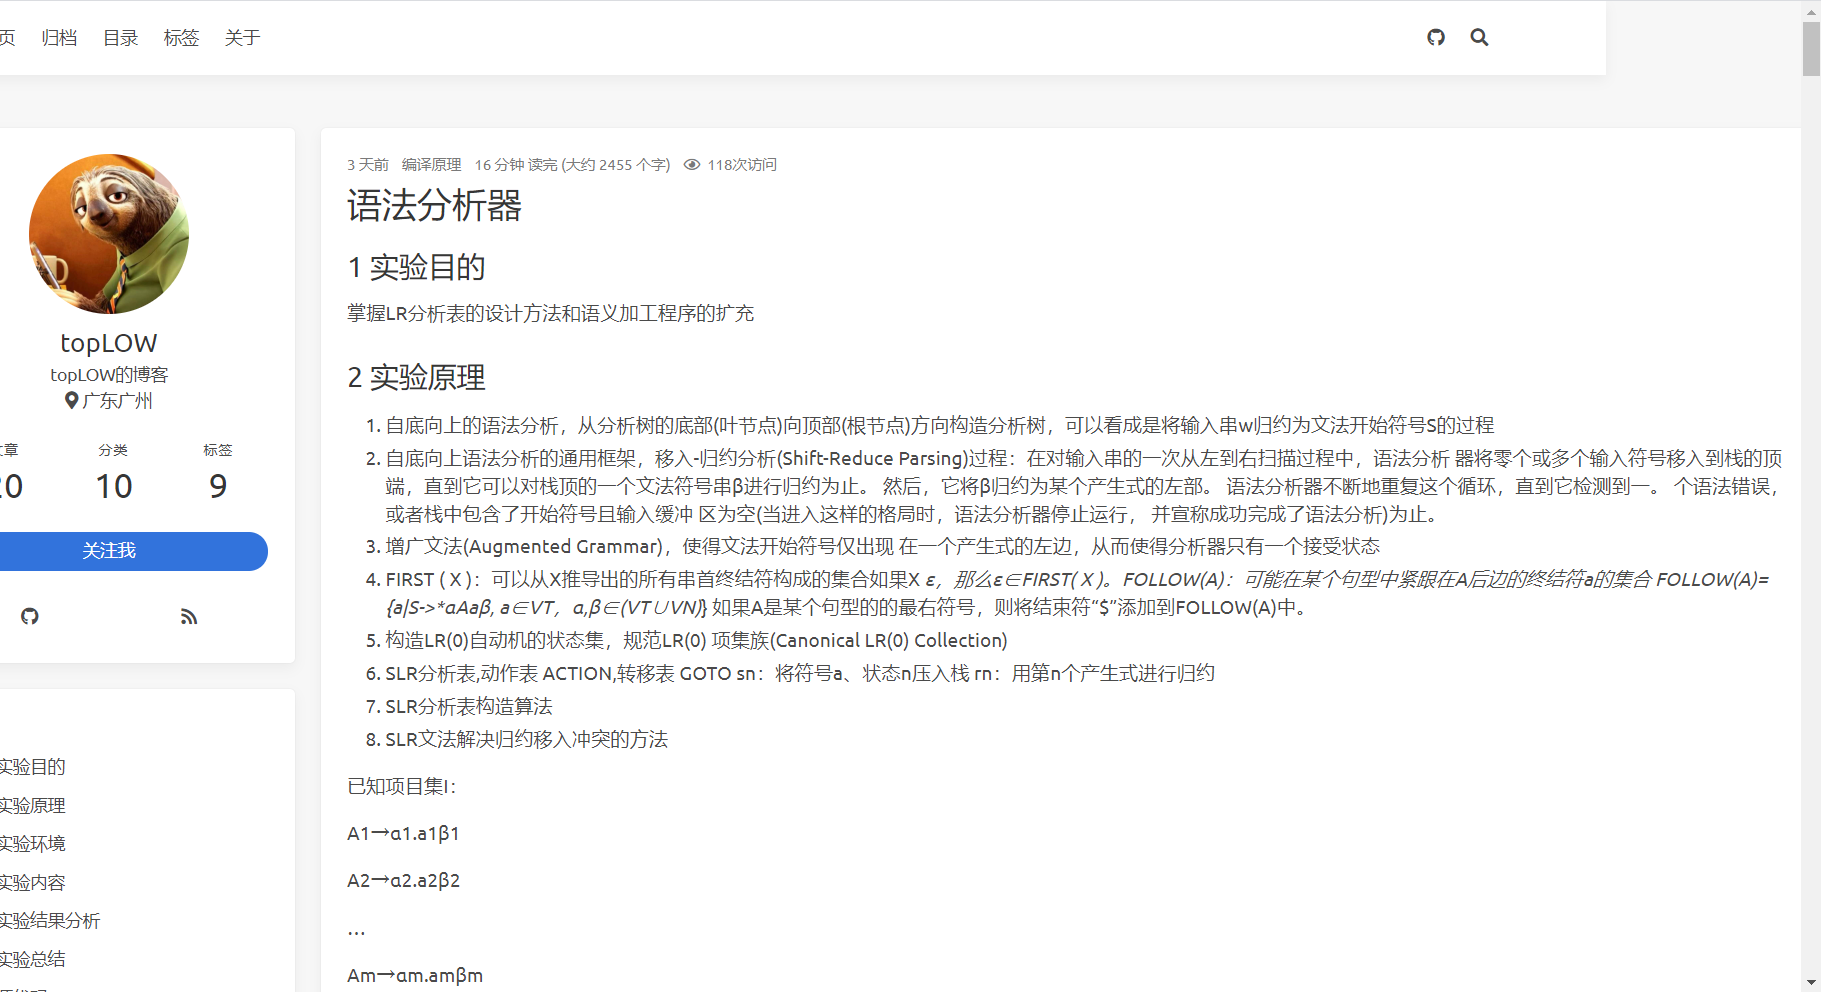 页 归档 目录 标签 关于
3 天前 编译原理 16 分钟 读完 (大约 2455 个字) 118次访问
语法分析器
1 实验目的
掌握LR分析表的设计方法和语义加工程序的扩充
2 实验原理
1. 自底向上的语法分析，从分析树的底部(叶节点)向顶部(根节点)方向构造分析树，可以看成是将输入串w归约为文法开始符号S的过程
2. 自底向上语法分析的通用框架，移入-归约分析(Shift-Reduce Parsing)过程：在对输入串的一次从左到右扫描过程中，语法分析 器将零个或多个输入符号移入到栈的顶
端，直到它可以对栈顶的一个文法符号串β进行归约为止。 然后，它将β归约为某个产生式的左部。 语法分析器不断地重复这个循环，直到它检测到一。 个语法错误，
或者栈中包含了开始符号且输入缓冲 区为空(当进入这样的格局时，语法分析器停止运行， 并宣称成功完成了语法分析)为止。
3. 增广文法(Augmented Grammar)，使得文法开始符号仅出现 在一个产生式的左边，从而使得分析器只有一个接受状态
4. FIRST ( X )：可以从X推导出的所有串首终结符构成的集合如果X ε，那么ε∈FIRST( X )。FOLLOW(A)：可能在某个句型中紧跟在A后边的终结符a的集合 FOLLOW(A)=
{a|S->*αAaβ, a∈VT，α,β∈(VT∪VN)} 如果A是某个句型的的最右符号，则将结束符“$”添加到FOLLOW(A)中。
5. 构造LR(0)自动机的状态集，规范LR(0) 项集族(Canonical LR(0) Collection)
6. SLR分析表,动作表 ACTION,转移表 GOTO sn：将符号a、状态n压入栈 rn：用第n个产生式进行归约
7. SLR分析表构造算法
8. SLR文法解决归约移入冲突的方法
已知项目集I：
A1→α1.a1β1
A2→α2.a2β2
…
Am→αm.amβm
topLOW
topLOW的博客
广东广州
章 分类 标签
20 10 9
关注我
实验目的
实验原理
实验环境
实验内容
实验结果分析
实验总结